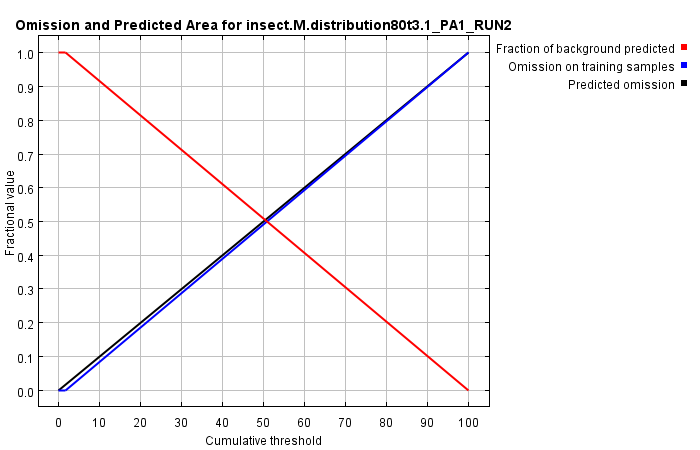 Omission and Predicted Area for insect.M.distribution80t3.1_PA1_RUN2
Fraction of background predicted
Omission on training samples
Predicted omission
Fractional value
1.0
0.9
0.8
0.7
0.6
0.5
0.4
0.3
0.2
0.1
0.0
0 10 20 30 40 50 60 70 80 90 100
Cumulative threshold